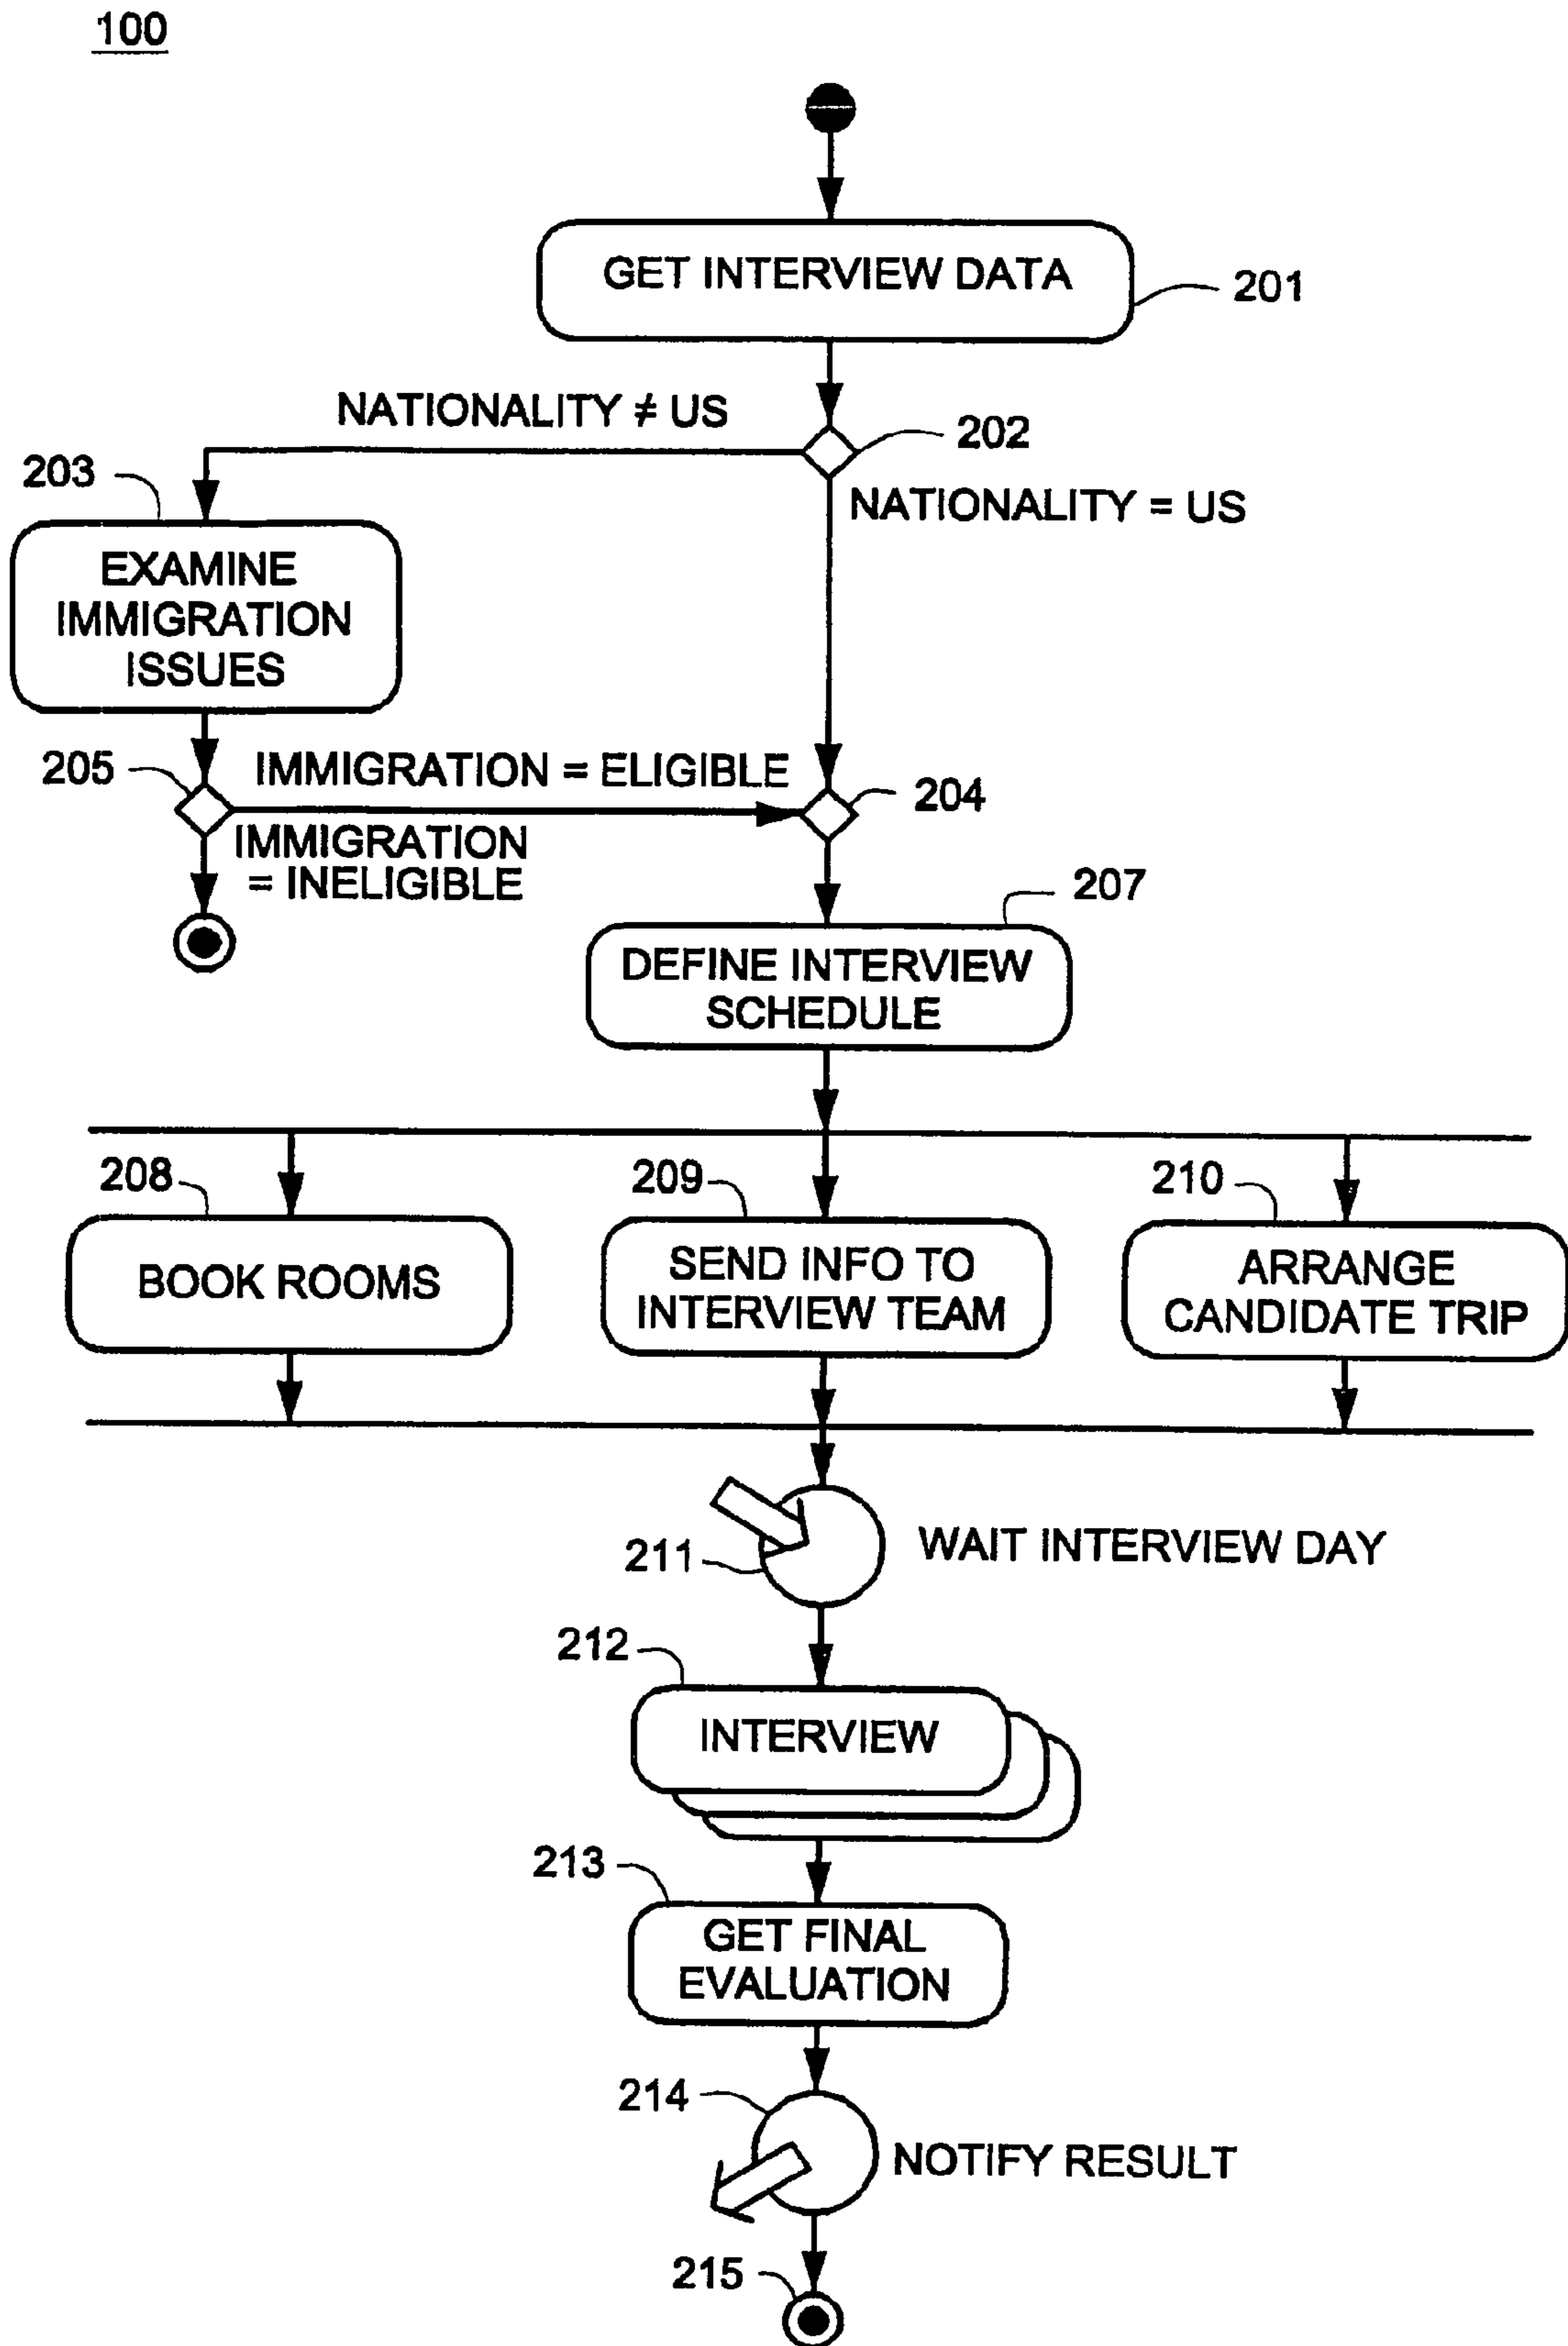 100
GET INTERVIEW DATA
201
NATIONALITY ≠ US
202
203
NATIONALITY = US
EXAMINE
IMMIGRATION
ISSUES
205
IMMIGRATION = ELIGIBLE
204
IMMIGRATION
= INELIGIBLE
207
DEFINE INTERVIEW
SCHEDULE
208
209
210
BOOK ROOMS
SEND INFO TO
INTERVIEW TEAM
ARRANGE
CANDIDATE TRIP
211
WAIT INTERVIEW DAY
212
INTERVIEW
213
GET FINAL
EVALUATION
214
NOTIFY RESULT
215